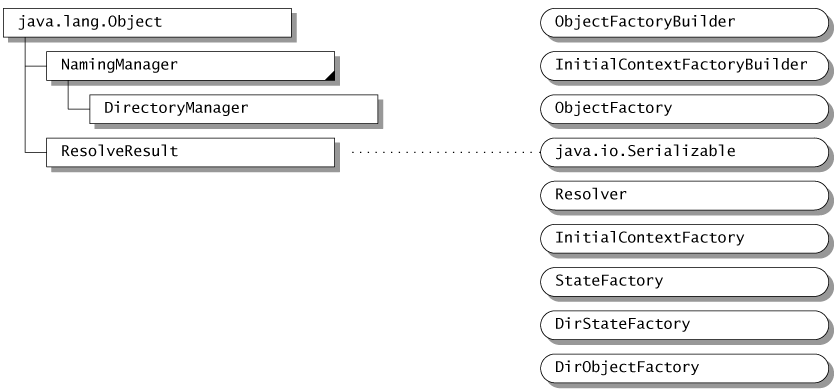 java.lang.Object
NamingManager
DirectoryManager
ResolveResult
ObjectFactoryBuilder
InitialContextFactoryBuilder
ObjectFactory
java.io.Serializable
Resolver
InitialContextFactory
StateFactory
DirStateFactory
DirObjectFactory